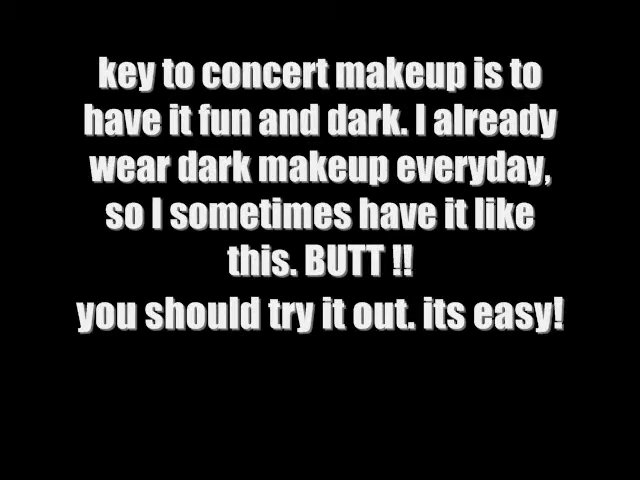 key to concert makeup is to
have it fun and dark. I already
wear dark makeup everyday,
so I sometimes have it like
this. BUTT !!
you should try it out. its easy!